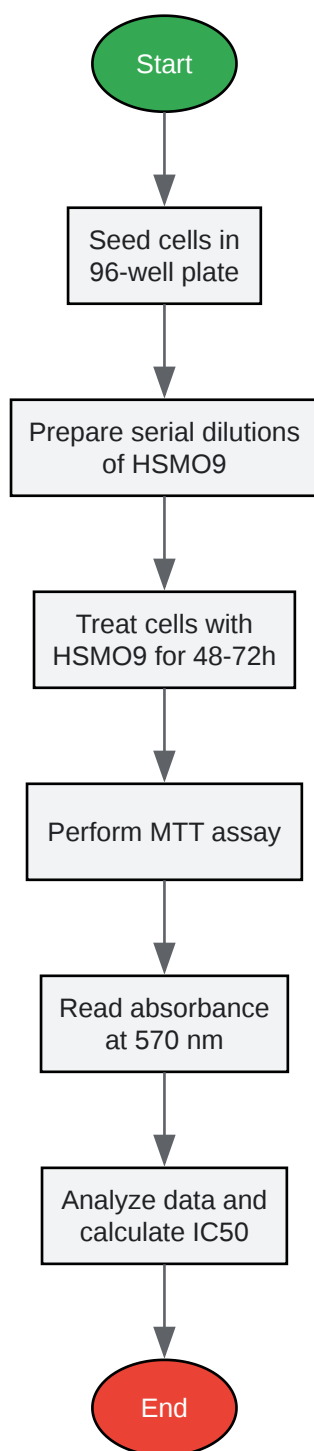 Start
Seed cells in
96-well plate
Prepare serial dilutions
of HSMO9
Treat cells with
HSMO9 for 48-72h
Perform MTT assay
Read absorbance
at 570 nm
Analyze data and
calculate IC50
End